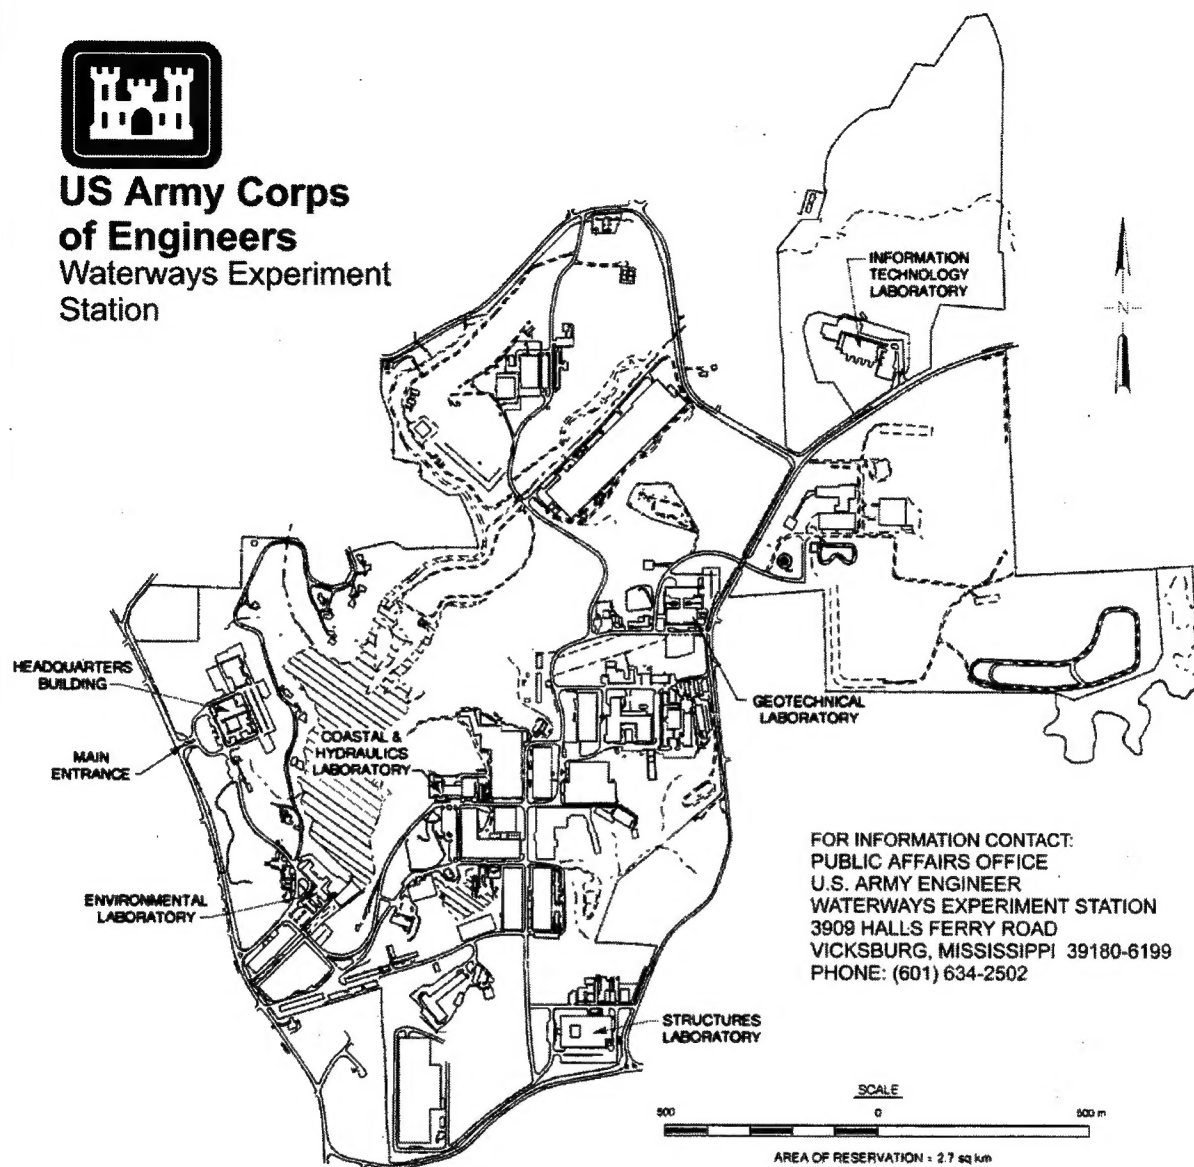 US Army Corps
of Engineers
Waterways Experiment
Station
INFORMATION
TECHNOLOGY
LABORATORY
N
HEADQUARTERS
BUILDING
MAIN
ENTRANCE
COASTAL &
HYDRAULICS
LABORATORY
GEOTECHNICAL
LABORATORY
ENVIRONMENTAL
LABORATORY
STRUCTURES
LABORATORY
FOR INFORMATION CONTACT:
PUBLIC AFFAIRS OFFICE
U.S. ARMY ENGINEER
WATERWAYS EXPERIMENT STATION
3909 HALLS FERRY ROAD
VICKSBURG, MISSISSIPPI 39180-6199
PHONE: (601) 634-2502
SCALE
500 0 500 m
AREA OF RESERVATION = 2.7 sq km